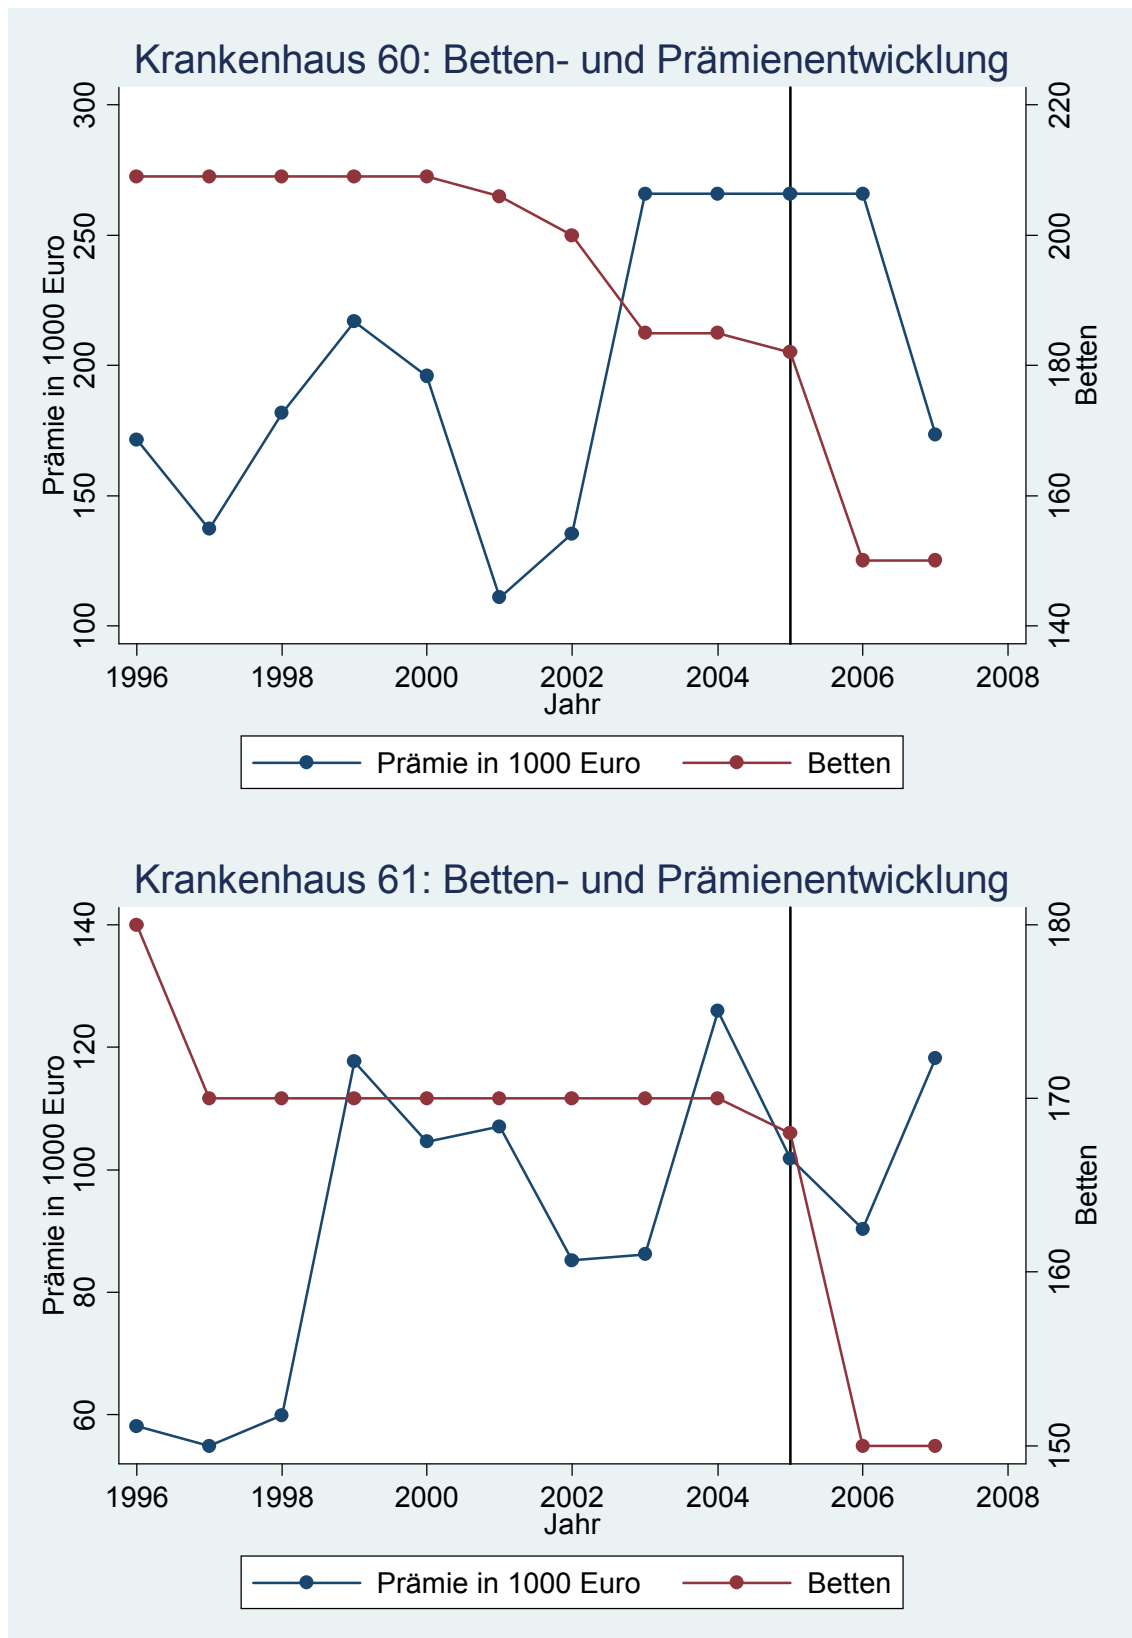 Krankenhaus 60: Betten- und Prämienentwicklung
300
250
200
150
100
Prämie in 1000 Euro
220
200
180
160
140
Betten
1996 1998 2000 2002 2004 2006 2008
Jahr
Prämie in 1000 Euro Betten
Krankenhaus 61: Betten- und Prämienentwicklung
140
120
100
80
60
Prämie in 1000 Euro
180
170
160
150
Betten
1996 1998 2000 2002 2004 2006 2008
Jahr
Prämie in 1000 Euro Betten